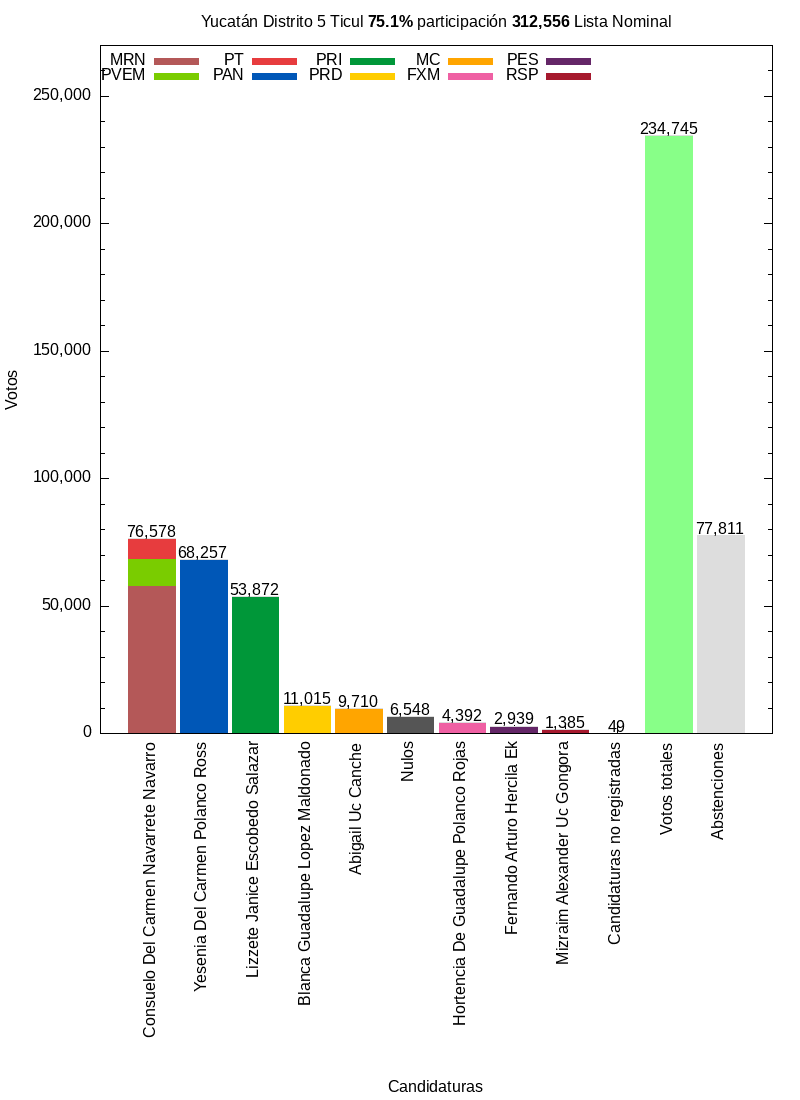 Yucatán Distrito 5 Ticul 75.1% participación 312,556 Lista Nominal
MRN PT PRI MC PES
PVEM PAN PRD FXM RSP
250,000
200,000
150,000
100,000
50,000
0
Votos
234,745
76,578
68,257
53,872
11,015
9,710
6,548
4,392
2,939
1,385
49
77,811
Consuelo Del Carmen Navarrete Navarro
Yesenia Del Carmen Polanco Ross
Lizzete Janice Escobedo Salazar
Blanca Guadalupe Lopez Maldonado
Abigail Uc Canche
Nulos
Hortencia De Guadalupe Polanco Rojas
Fernando Arturo Hercila Ek
Mizraim Alexander Uc Gongora
Candidaturas no registradas
Votos totales
Abstenciones
Candidaturas